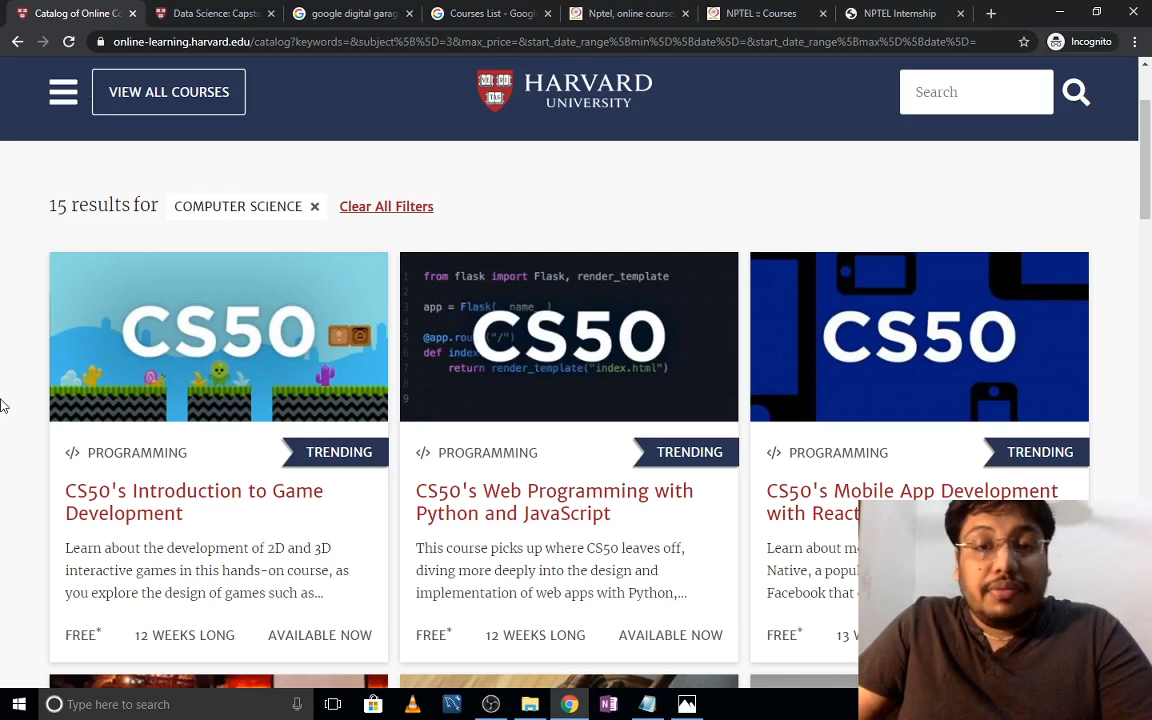 Catalog of Online Co
Data Science: Capst
google digital garag
Courses List - Googl
Nptel, online course
NPTEL :: Courses
NPTEL Internship
online-learning.harvard.edu/catalog?keywords=&subject%5B%5D=3&max_price=&start_date_range%5Bmin%5D%5Bdate%5D=&start_date_range%5Bmax%5D%5Bdate%5D=
Incognito
VIEW ALL COURSES
HARVARD
UNIVERSITY
Search
15 results for COMPUTER SCIENCE × Clear All Filters
CS50
from flask import Flask, render_template
app = Flask(__name__)
CS50
return render_template("index.html")
CS50
PROGRAMMING TRENDING
CS50's Introduction to Game
Development
Learn about the development of 2D and 3D
interactive games in this hands-on course, as
you explore the design of games such as...
FREE* 12 WEEKS LONG AVAILABLE NOW
PROGRAMMING TRENDING
CS50's Web Programming with
Python and JavaScript
This course picks up where CS50 leaves off,
diving more deeply into the design and
implementation of web apps with Python,...
FREE* 12 WEEKS LONG AVAILABLE NOW
PROGRAMMING TRENDING
CS50's Mobile App Development
with React
Learn about
Native, a
Facebook that
FREE* 13
Type here to search